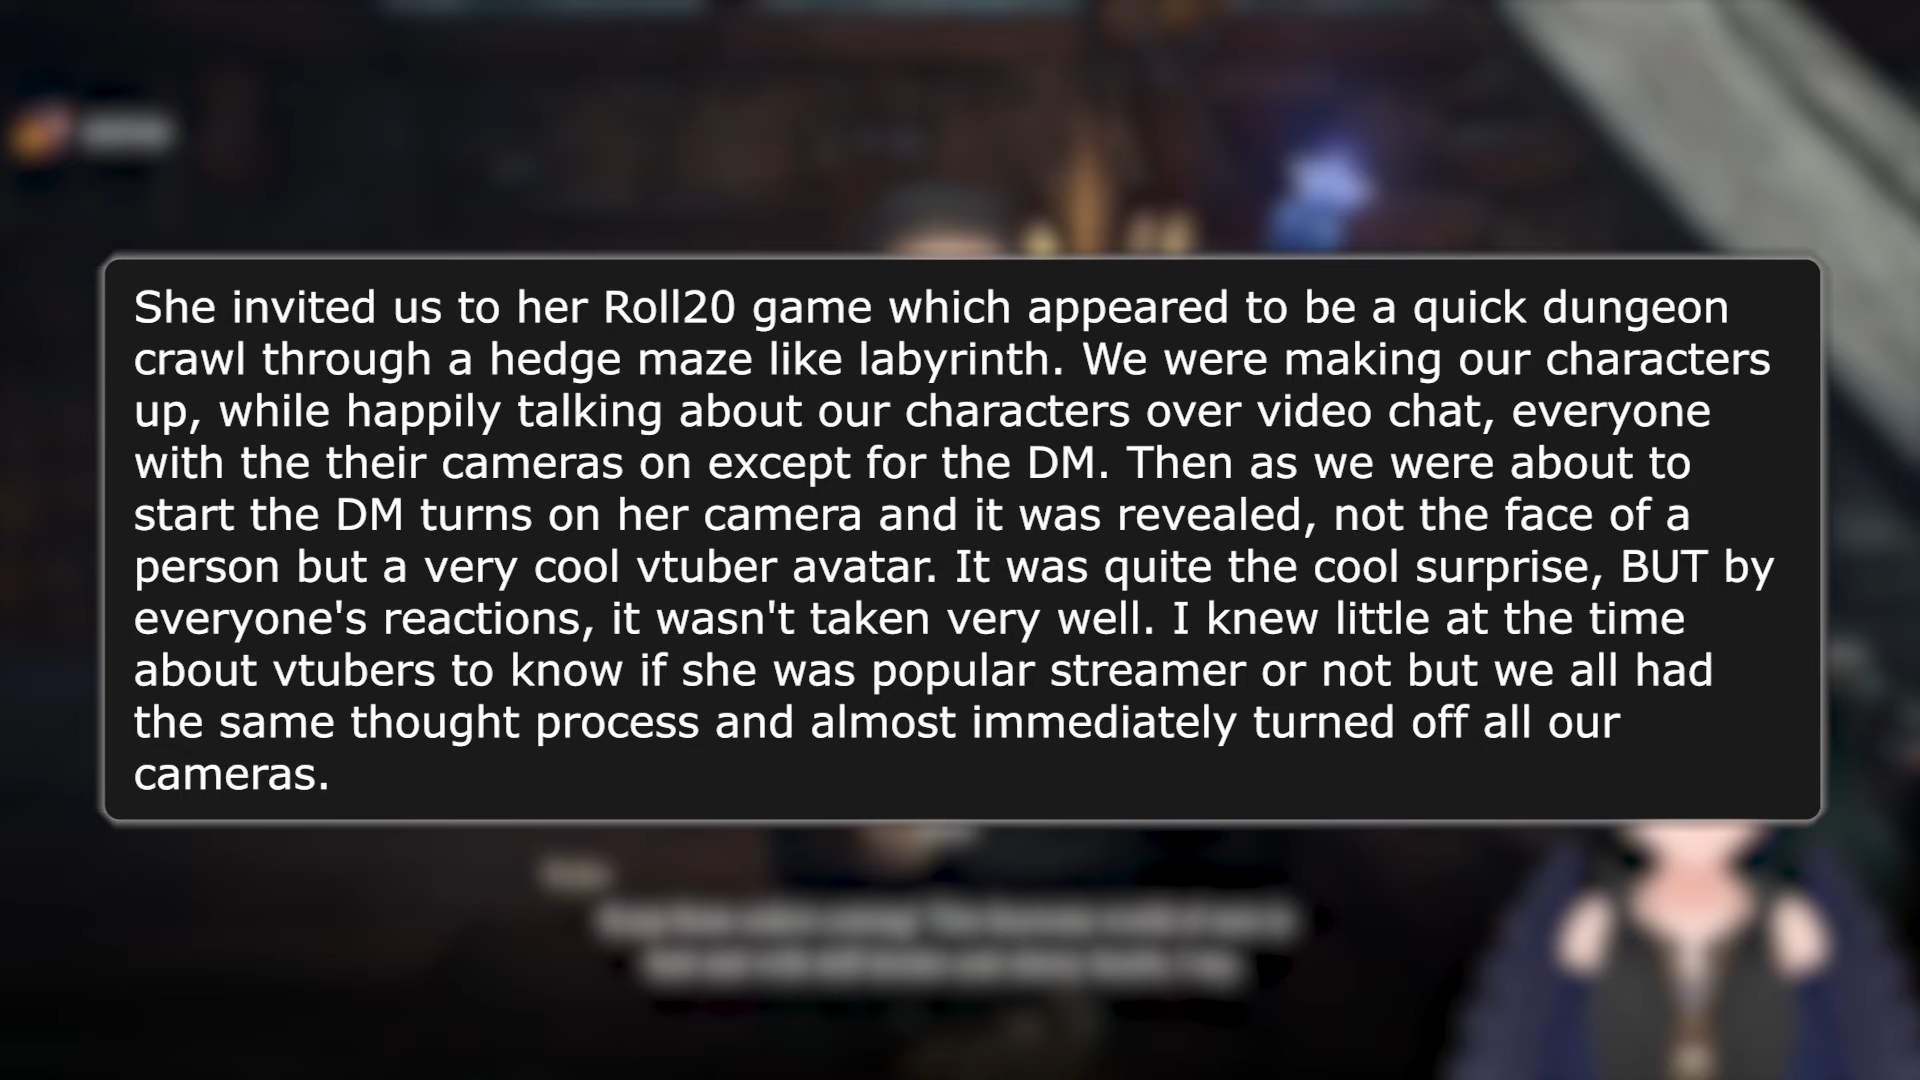 She invited us to her Roll20 game which appeared to be a quick dungeon
crawl through a hedge maze like labyrinth. We were making our characters
up, while happily talking about our characters over video chat, everyone
with the their cameras on except for the DM. Then as we were about to
start the DM turns on her camera and it was revealed, not the face of a
person but a very cool vtuber avatar. It was quite the cool surprise, BUT by
everyone's reactions, it wasn't taken very well. I knew little at the time
about vtubers to know if she was popular streamer or not but we all had
the same thought process and almost immediately turned off all our
cameras.